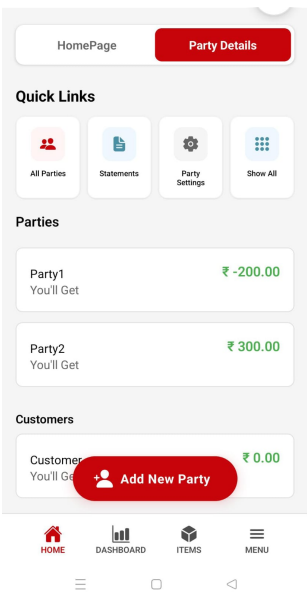 HomePage
Party Details
Quick Links
All Parties
Statements
Party
Settings
Show All
Parties
Party1
₹ -200.00
You'll Get
Party2
₹ 300.00
You'll Get
Customers
Customer
₹ 0.00
You'll Ge
Add New Party
HOME
DASHBOARD
ITEMS
MENU